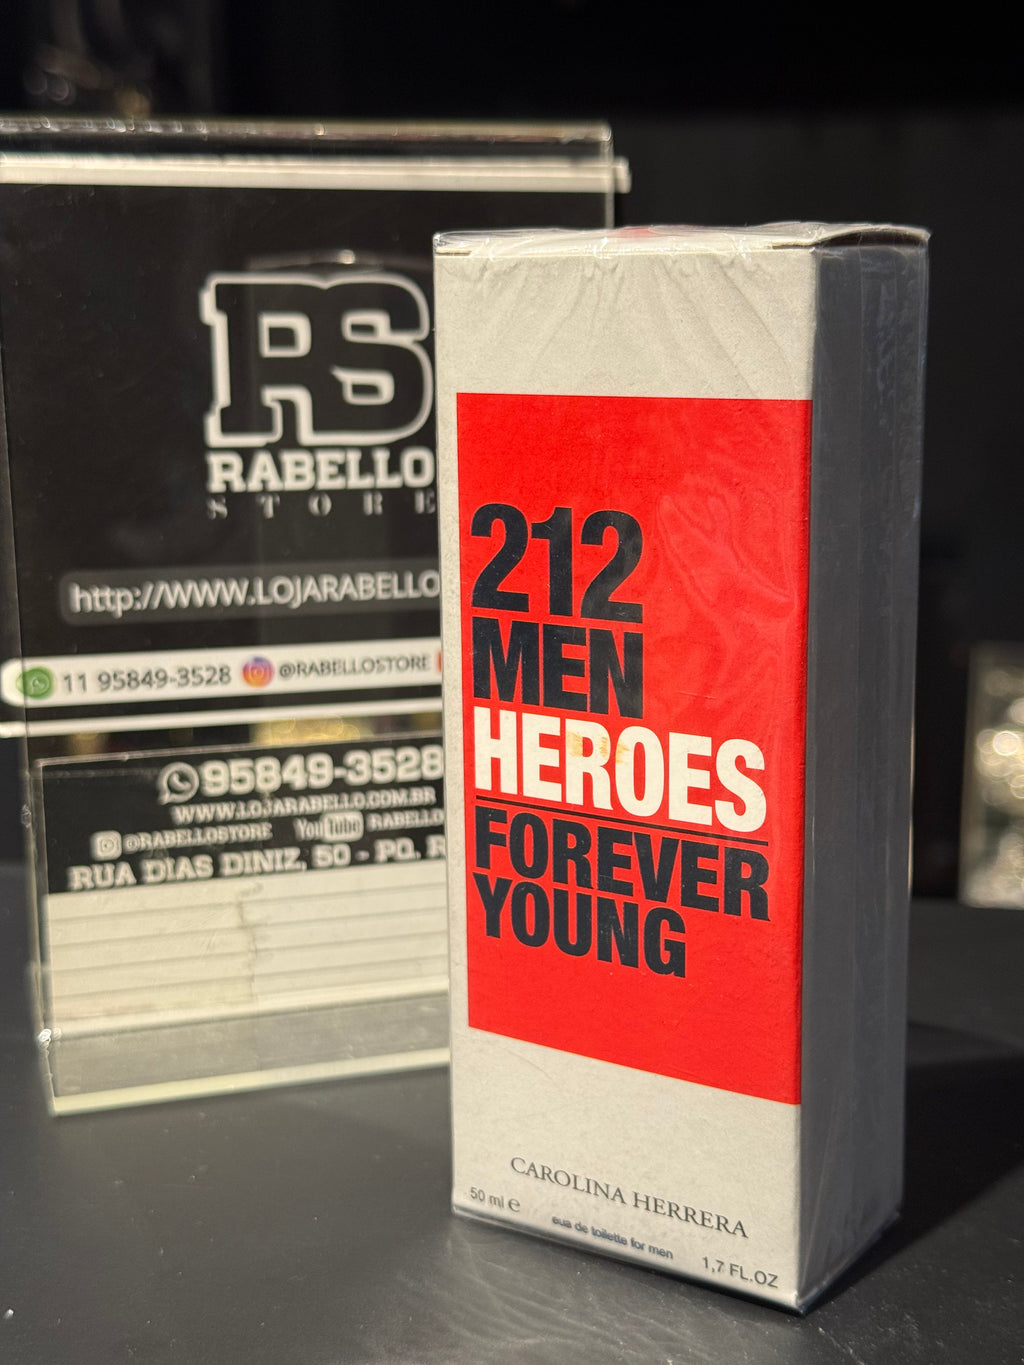 RS
RABELLO
STORE
http://WWW.LOJARABELLO
11 95849-3528 @RABELLOSTORE
95849-3528
WWW.LOJARABELLO.COM.BR
@RABELLOSTORE YouTube RABELLO
RUA DIAS DINIZ, 50 - PQ. R
212
MEN
HEROES
FOREVER
YOUNG
CAROLINA HERRERA
50 ml e
eua de toilette for men
1,7 FL.OZ